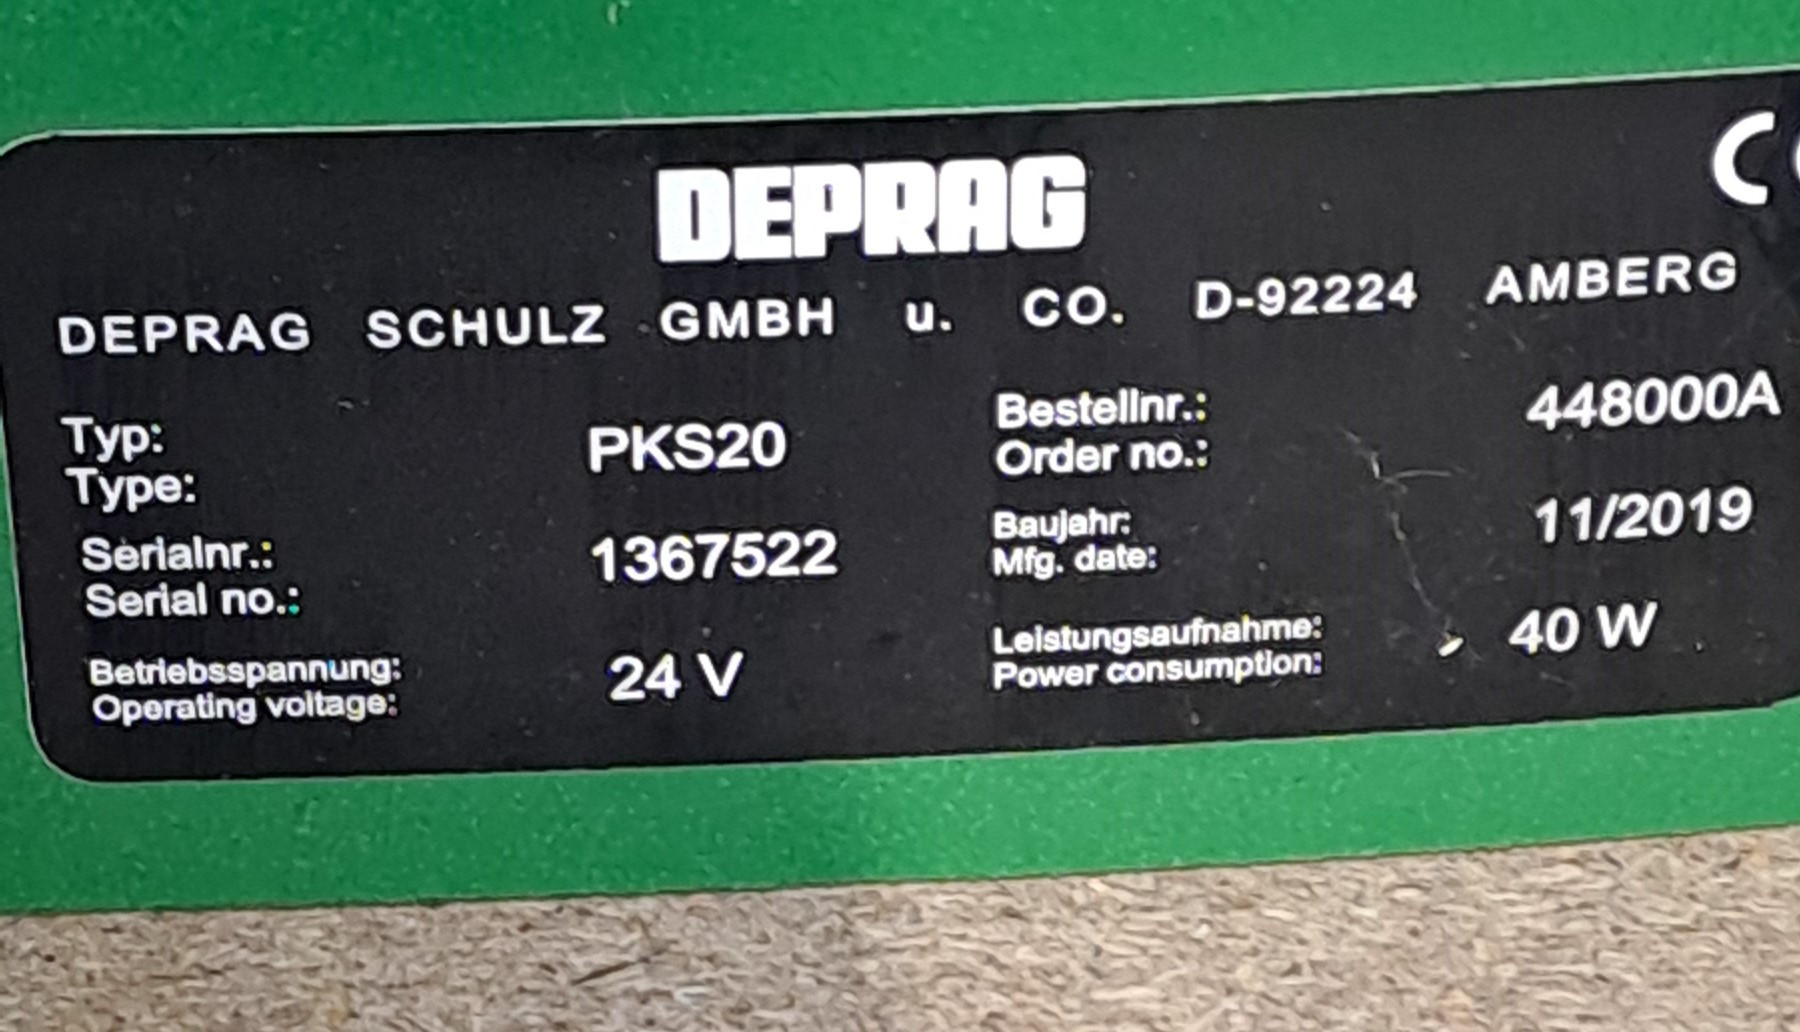 DEPRAG
DEPRAG SCHULZ GMBH u. CO. D-92224 AMBERG
Typ:
Type:
PKS20
Bestellnr.:
Order no.:
448000A
Serialnr.:
Serial no.:
1367522
Baujahr:
Mfg. date:
11/2019
Betriebsspannung:
Operating voltage:
24 V
Leistungsaufnahme:
Power consumption:
40 W